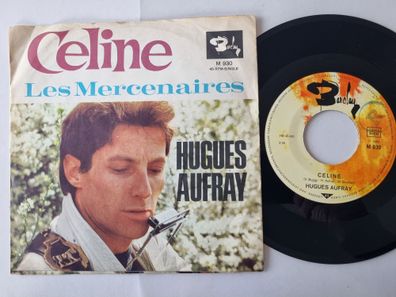 Celine
Barclay
M 930
45-RPM-SINGLE
Les Mercenaires
HUGUES
AUFRAY
Barclay
M 930
CELINE
HUGUES AUFRAY